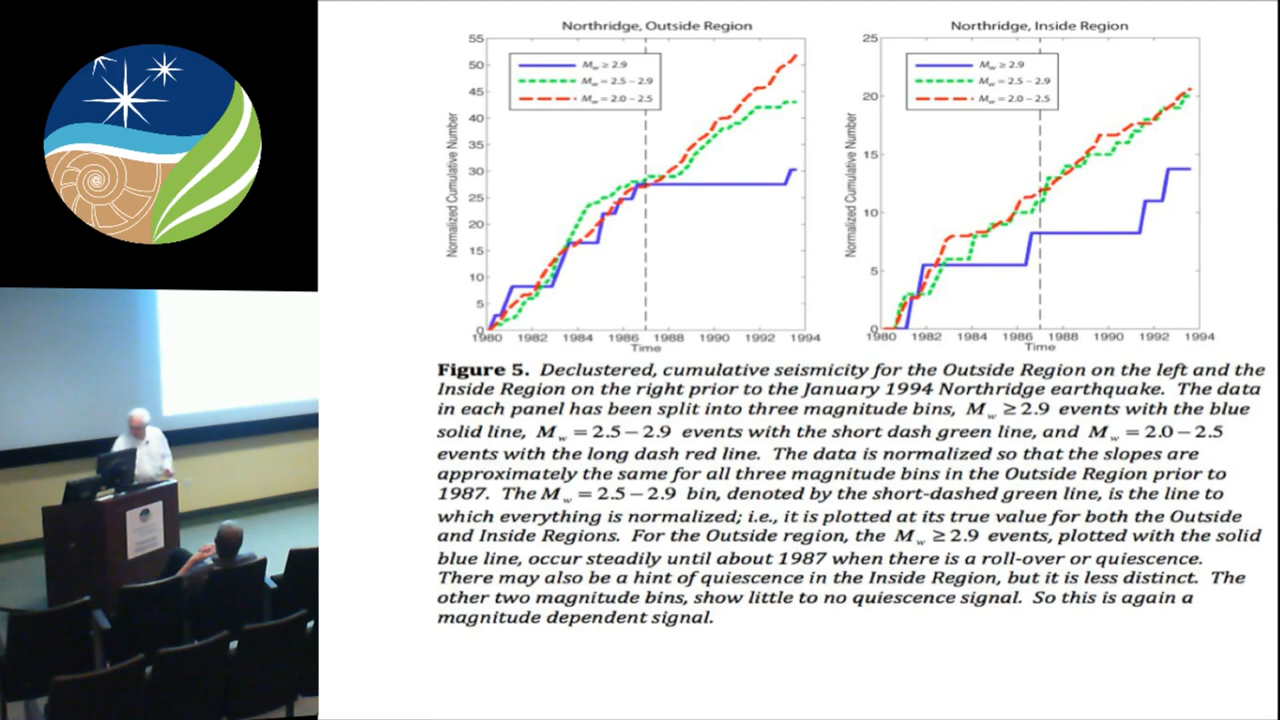 Northridge, Outside Region
Normalized Cumulative Number
55
50
45
40
35
30
25
20
15
10
5
0
M_w ≥ 2.9
M_w = 2.5 – 2.9
M_w = 2.0 – 2.5
1980 1982 1984 1986 1988 1990 1992 1994
Time
Northridge, Inside Region
Normalized Cumulative Number
25
20
15
10
5
0
M_w ≥ 2.9
M_w = 2.5 – 2.9
M_w = 2.0 – 2.5
1980 1982 1984 1986 1988 1990 1992 1994
Time
Figure 5. Declustered, cumulative seismicity for the Outside Region on the left and the
Inside Region on the right prior to the January 1994 Northridge earthquake. The data
in each panel has been split into three magnitude bins, M_w ≥ 2.9 events with the blue
solid line, M_w = 2.5 – 2.9 events with the short dash green line, and M_w = 2.0 – 2.5
events with the long dash red line. The data is normalized so that the slopes are
approximately the same for all three magnitude bins in the Outside Region prior to
1987. The M_w = 2.5 – 2.9 bin, denoted by the short-dashed green line, is the line to
which everything is normalized; i.e., it is plotted at its true value for both the Outside
and Inside Regions. For the Outside region, the M_w ≥ 2.9 events, plotted with the solid
blue line, occur steadily until about 1987 when there is a roll-over or quiescence.
There may also be a hint of quiescence in the Inside Region, but it is less distinct. The
other two magnitude bins, show little to no quiescence signal. So this is again a
magnitude dependent signal.